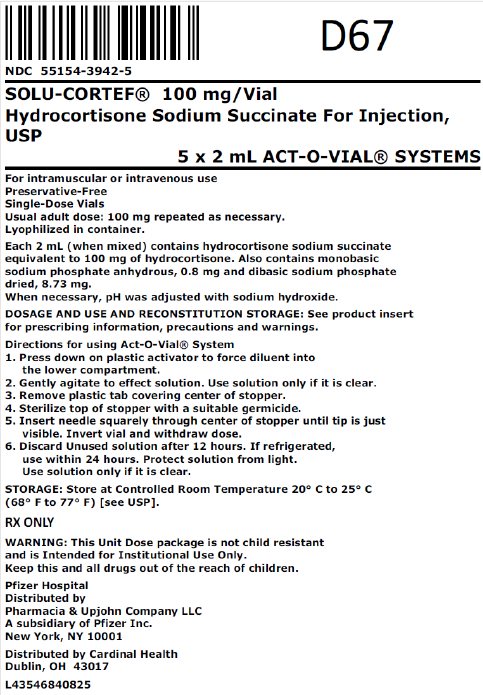 D67
NDC 55154-3942-5
SOLU-CORTEF® 100 mg/Vial
Hydrocortisone Sodium Succinate For Injection,
USP
5 x 2 mL ACT-O-VIAL® SYSTEMS
For intramuscular or intravenous use
Preservative-Free
Single-Dose Vials
Usual adult dose: 100 mg repeated as necessary.
Lyophilized in container.
Each 2 mL (when mixed) contains hydrocortisone sodium succinate
equivalent to 100 mg of hydrocortisone. Also contains monobasic
sodium phosphate anhydrous, 0.8 mg and dibasic sodium phosphate
dried, 8.73 mg.
When necessary, pH was adjusted with sodium hydroxide.
DOSAGE AND USE AND RECONSTITUTION STORAGE: See product insert
for prescribing information, precautions and warnings.
Directions for using Act-O-Vial® System
1. Press down on plastic activator to force diluent into
the lower compartment.
2. Gently agitate to effect solution. Use solution only if it is clear.
3. Remove plastic tab covering center of stopper.
4. Sterilize top of stopper with a suitable germicide.
5. Insert needle squarely through center of stopper until tip is just
visible. Invert vial and withdraw dose.
6. Discard Unused solution after 12 hours. If refrigerated,
use within 24 hours. Protect solution from light.
Use solution only if it is clear.
STORAGE: Store at Controlled Room Temperature 20° C to 25° C
(68° F to 77° F) [see USP].
RX ONLY
WARNING: This Unit Dose package is not child resistant
and is Intended for Institutional Use Only.
Keep this and all drugs out of the reach of children.
Pfizer Hospital
Distributed by
Pharmacia & Upjohn Company LLC
A subsidiary of Pfizer Inc.
New York, NY 10001
Distributed by Cardinal Health
Dublin, OH 43017
L43546840825